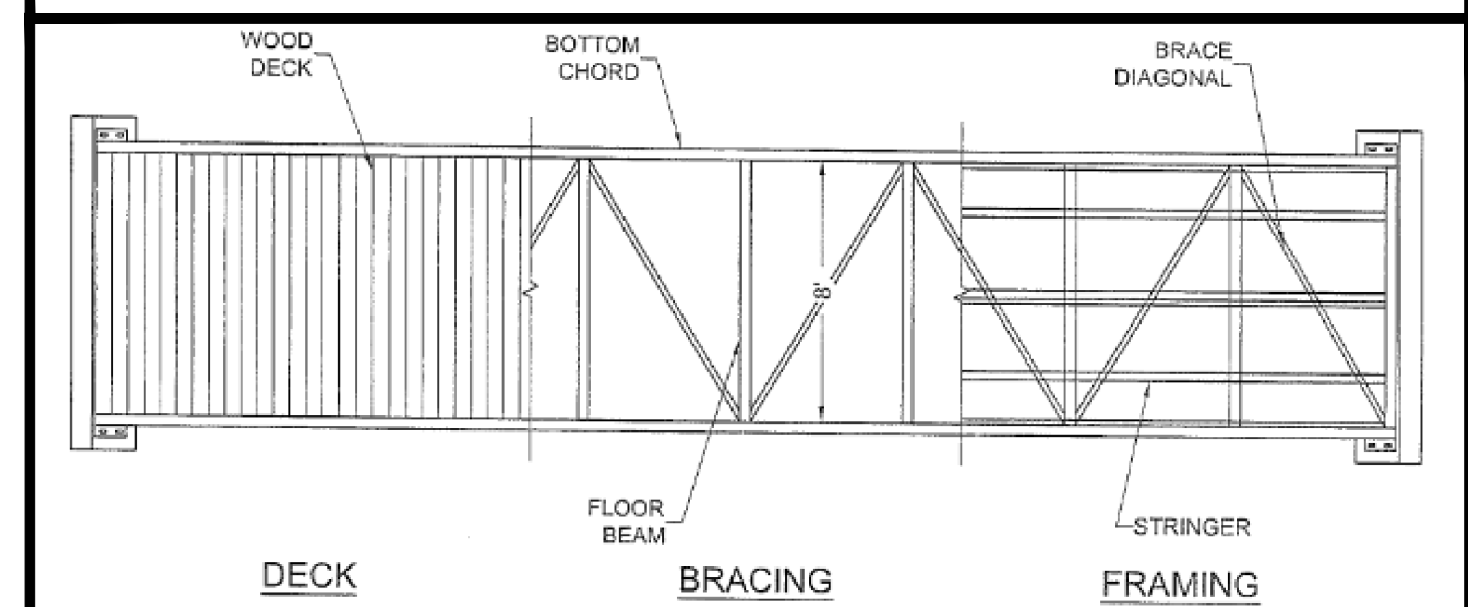 WOOD
DECK
BOTTOM
CHORD
BRACE
DIAGONAL
8'
FLOOR
BEAM
STRINGER
DECK
BRACING
FRAMING